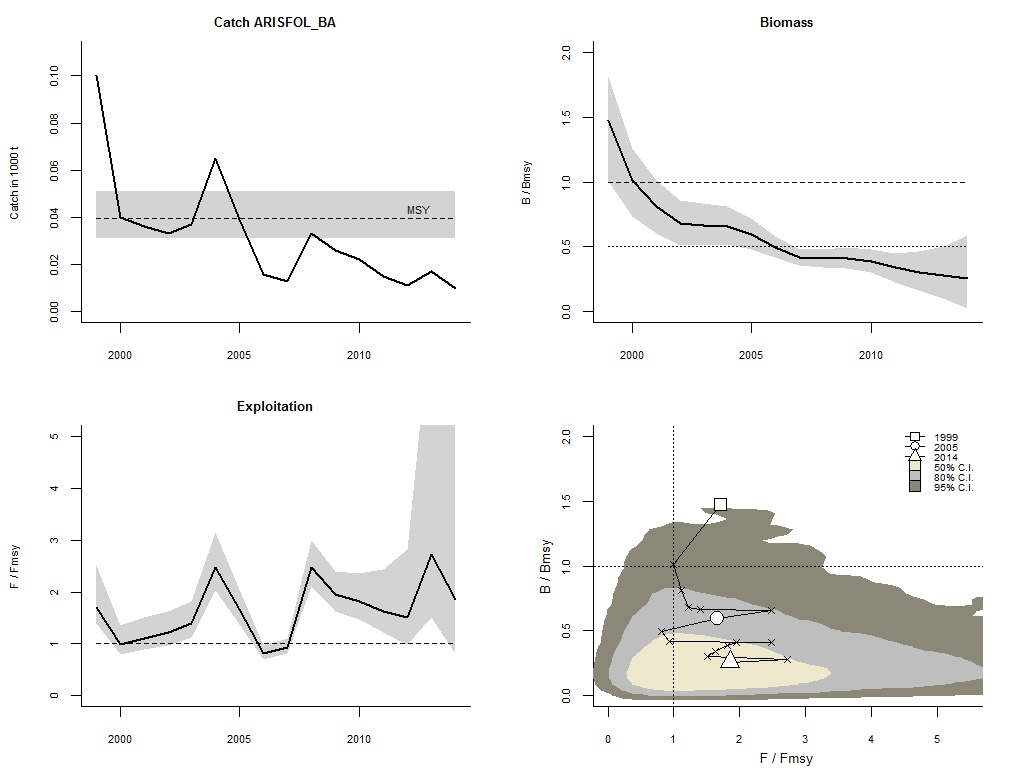 Catch ARISFOL_BA
Catch in 1000 t
0.00 0.02 0.04 0.06 0.08 0.10
MSY
2000 2005 2010
Biomass
B / Bmsy
0.0 0.5 1.0 1.5 2.0
2000 2005 2010
Exploitation
F / Fmsy
0 1 2 3 4 5
2000 2005 2010
B / Bmsy
0.0 0.5 1.0 1.5 2.0
1999
2005
2014
50% C.I.
80% C.I.
95% C.I.
0 1 2 3 4 5
F / Fmsy